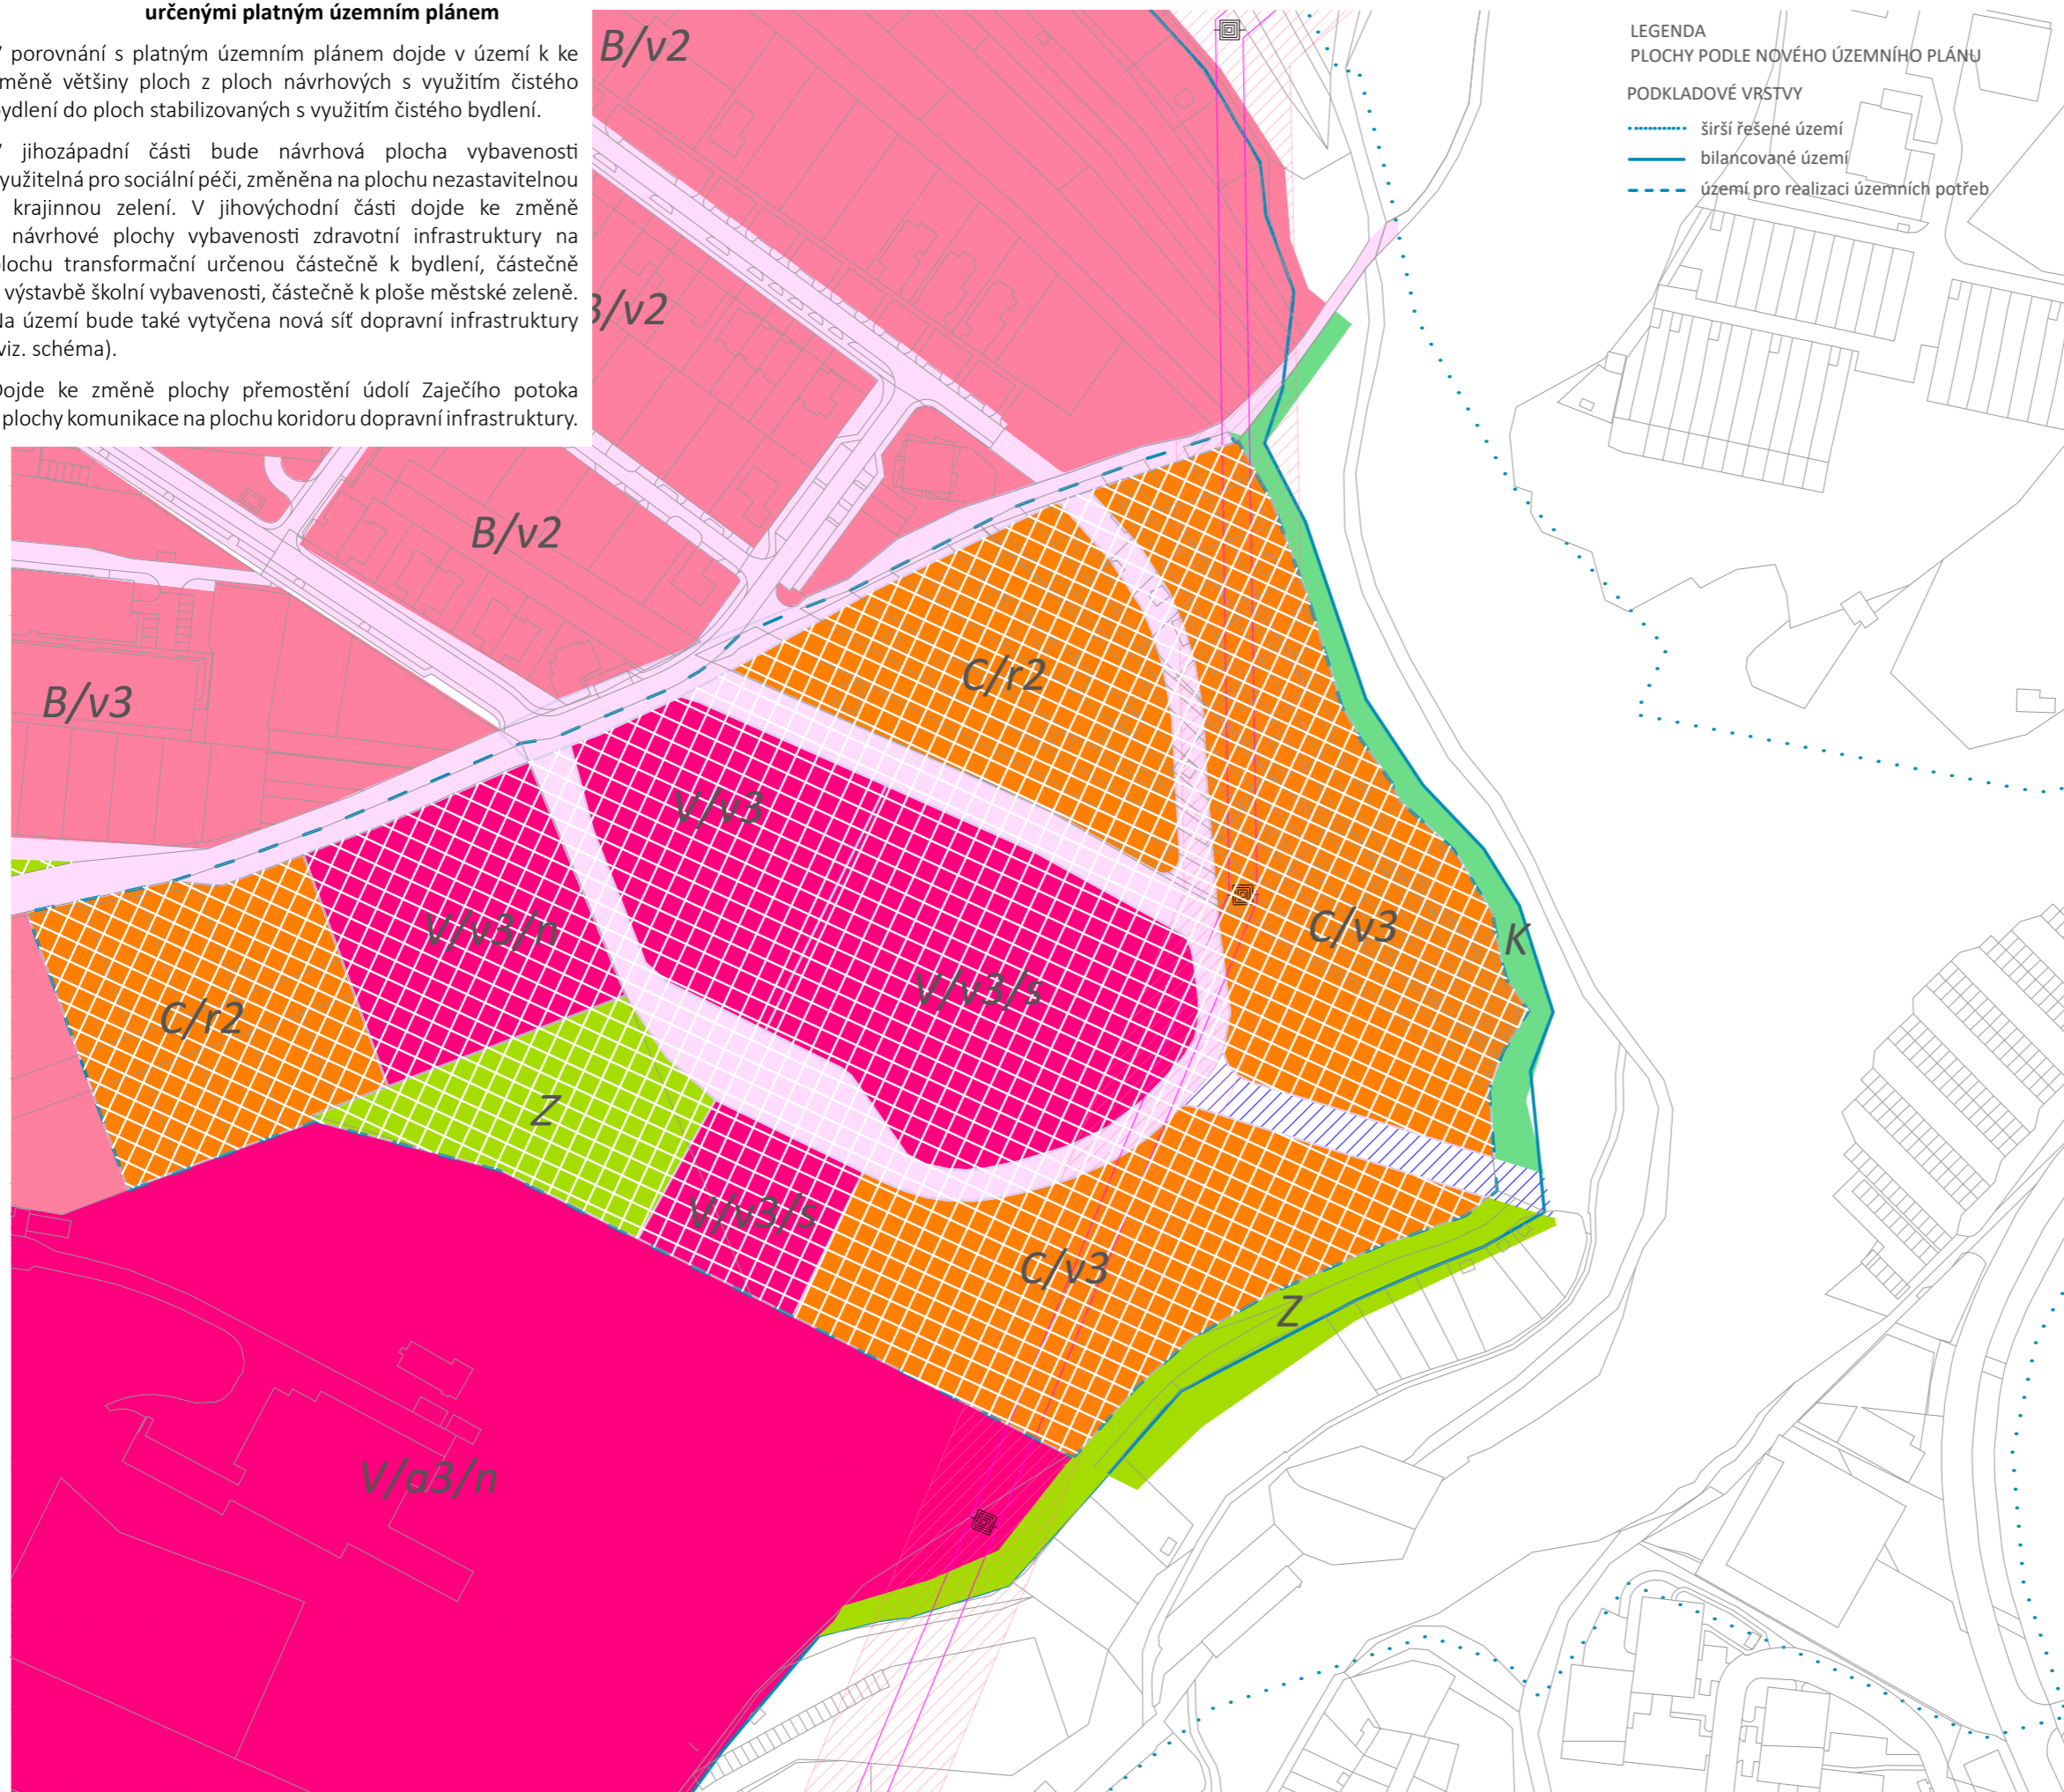 určenými platným územním plánem
porovnání s platným územním plánem dojde v území k ke
změně většiny ploch z ploch návrhových s využitím čistého
bydlení do ploch stabilizovaných s využitím čistého bydlení.
jihozápadní části bude návrhová plocha vybavenosti
využitelná pro sociální péči, změněna na plochu nezastavitelnou
krajinnou zelení. V jihovýchodní části dojde ke změně
návrhové plochy vybavenosti zdravotní infrastruktury na
plochu transformační určenou částečně k bydlení, částečně
výstavbě školní vybavenosti, částečně k ploše městské zeleně.
Na území bude také vytyčena nová síť dopravní infrastruktury
viz. schéma).
Dojde ke změně plochy přemostění údolí Zaječího potoka
plochy komunikace na plochu koridoru dopravní infrastruktury.
LEGENDA
PLOCHY PODLE NOVÉHO ÚZEMNÍHO PLÁNU
PODKLADOVÉ VRSTVY
širší řešené území
bilancované území
území pro realizaci územních potřeb
B/v2
B/v2
B/v2
B/v3
C/r2
V/v3
V/v3/n
C/v3
K
V/v3/s
C/r2
Z
V/v3/s
C/v3
Z
V/a3/n